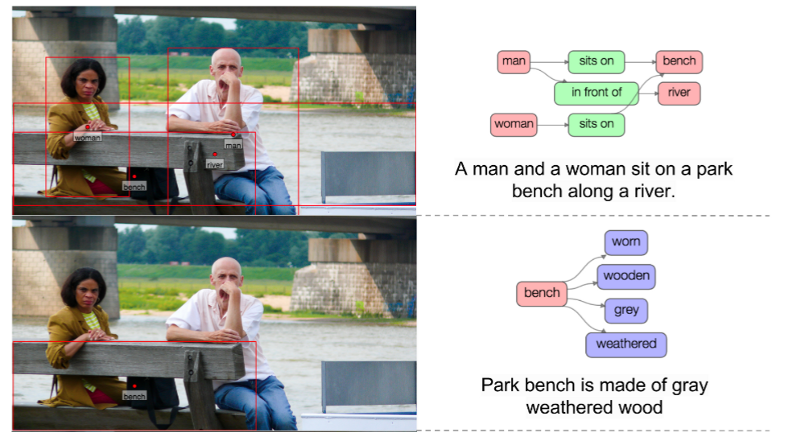 man
sits on
bench
in front of
river
woman
sits on
A man and a woman sit on a park
bench along a river.
woman
man
river
bench
worn
wooden
bench
grey
weathered
Park bench is made of gray
weathered wood
bench